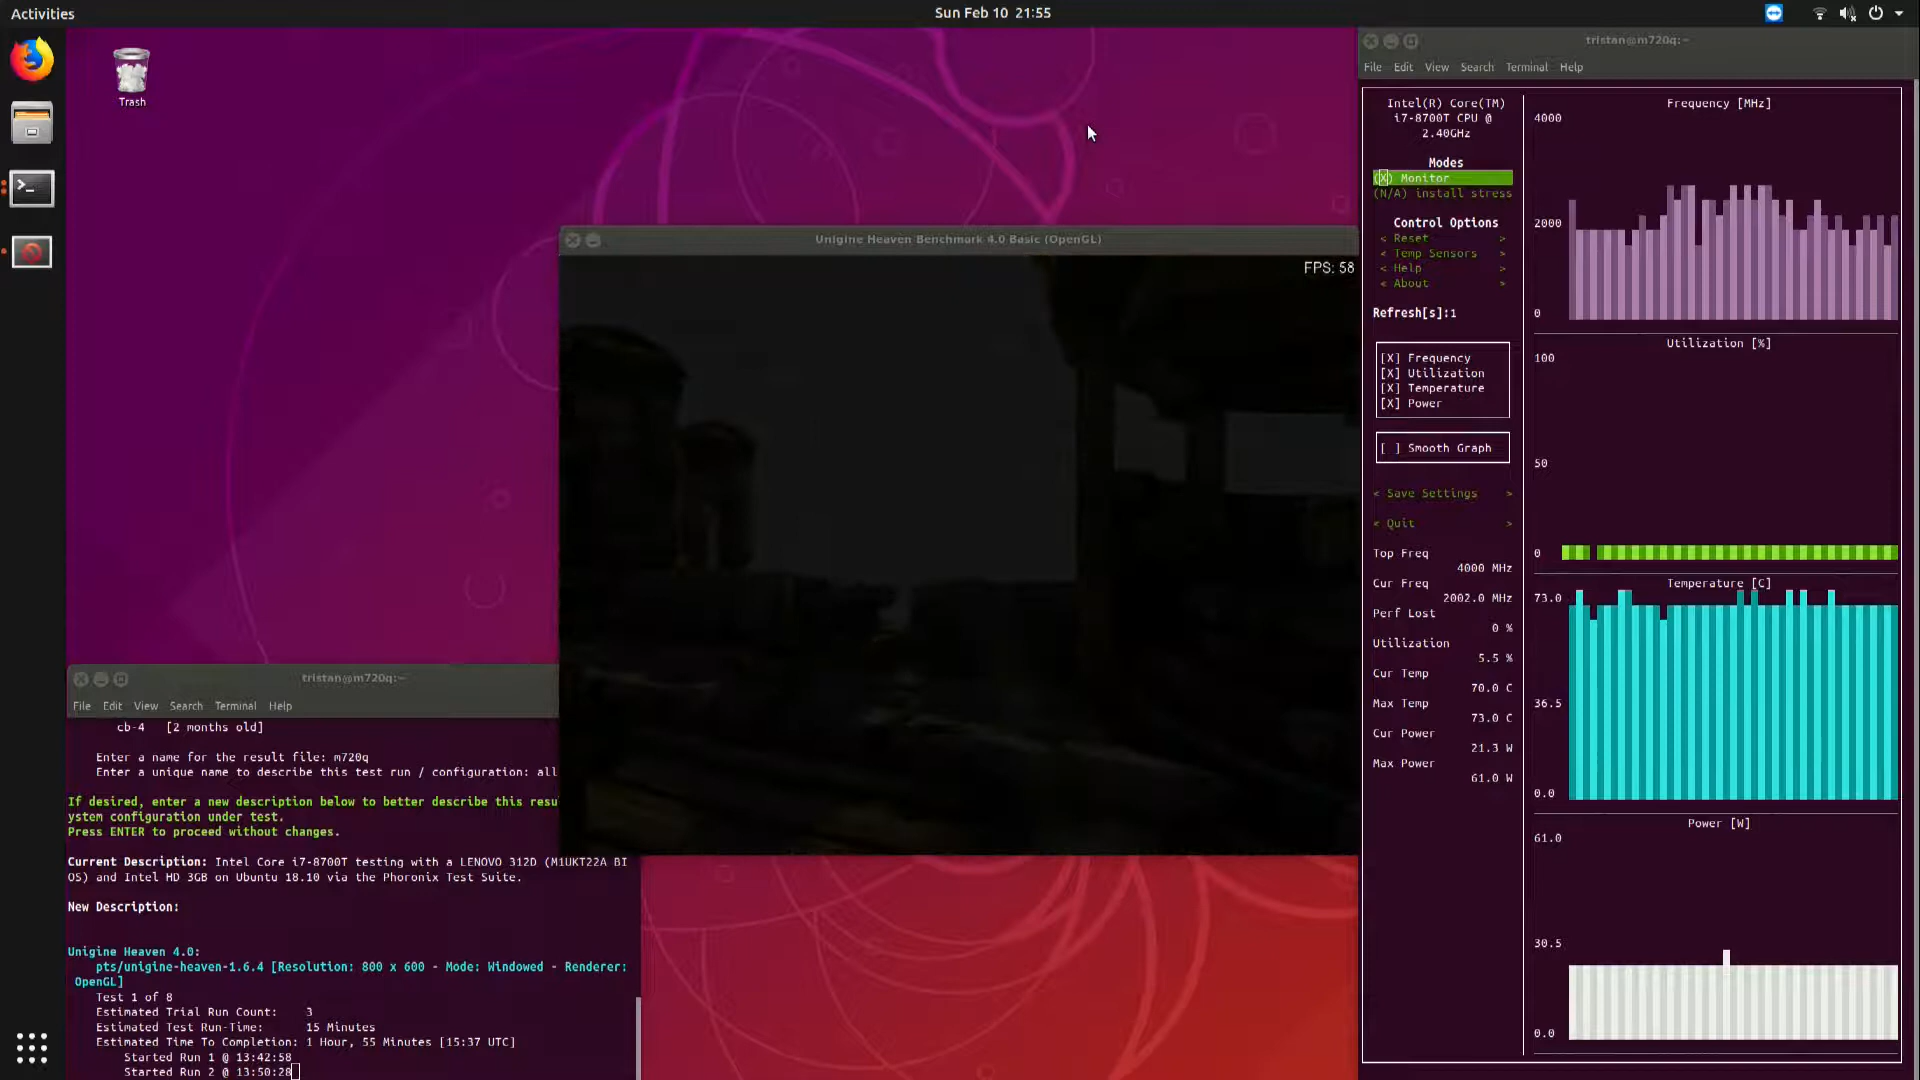 Activities
Sun Feb 10 21:55
Trash
Unigine Heaven Benchmark 4.0 Basic (OpenGL)
FPS: 58
tristan@m720q:~
File Edit View Search Terminal Help
cb-4 [2 months old]
Enter a name for the result file: m720q
Enter a unique name to describe this test run / configuration: all
If desired, enter a new description below to better describe this resu
ystem configuration under test.
Press ENTER to proceed without changes.
Current Description: Intel Core i7-8700T testing with a LENOVO 312D (M1UKT22A BI
OS) and Intel HD 3GB on Ubuntu 18.10 via the Phoronix Test Suite.
New Description:
Unigine Heaven 4.0:
pts/unigine-heaven-1.6.4 [Resolution: 800 x 600 - Mode: Windowed - Renderer:
OpenGL]
Test 1 of 8
Estimated Trial Run Count: 3
Estimated Test Run-Time: 15 Minutes
Estimated Time To Completion: 1 Hour, 55 Minutes [15:37 UTC]
Started Run 1 @ 13:42:58
Started Run 2 @ 13:50:28
tristan@m720q:~
File Edit View Search Terminal Help
Intel(R) Core(TM)
i7-8700T CPU @
2.40GHz
Modes
(X) Monitor
(N/A) install stress
Control Options
< Reset >
< Temp Sensors >
< Help >
< About >
Refresh[s]:1
[X] Frequency
[X] Utilization
[X] Temperature
[X] Power
[ ] Smooth Graph
< Save Settings >
< Quit >
Top Freq
4000 MHz
Cur Freq
2002.0 MHz
Perf Lost
0 %
Utilization
5.5 %
Cur Temp
70.0 C
Max Temp
73.0 C
Cur Power
21.3 W
Max Power
61.0 W
Frequency [MHz]
4000
2000
0
Utilization [%]
100
50
0
Temperature [C]
73.0
36.5
0.0
Power [W]
61.0
30.5
0.0